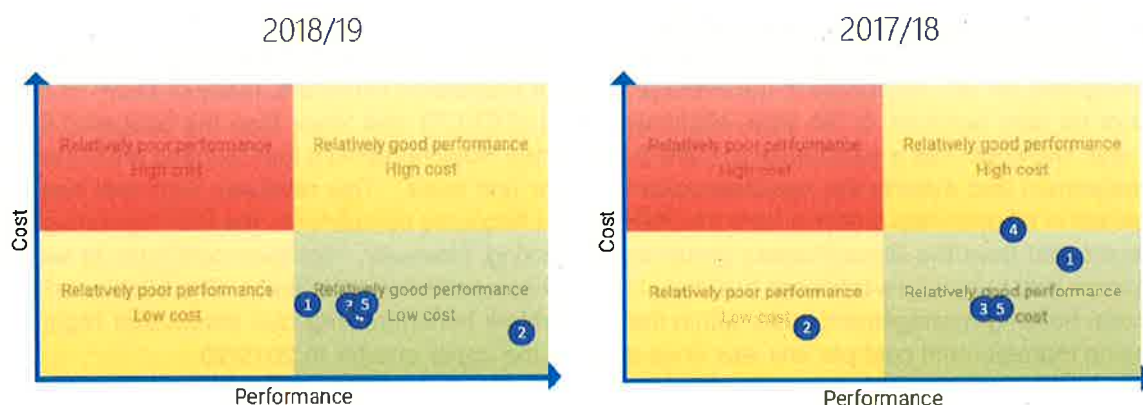 2018/19
2017/18
Cost
Relatively poor performance
High cost
Relatively good performance
High cost
Relatively poor performance
Low cost
Relatively good performance
Low cost
1
3
5
4
2
Performance
Cost
Relatively poor performance
High cost
Relatively good performance
High cost
4
1
Relatively poor performance
Low cost
Relatively good performance
cost
2
3
5
Performance